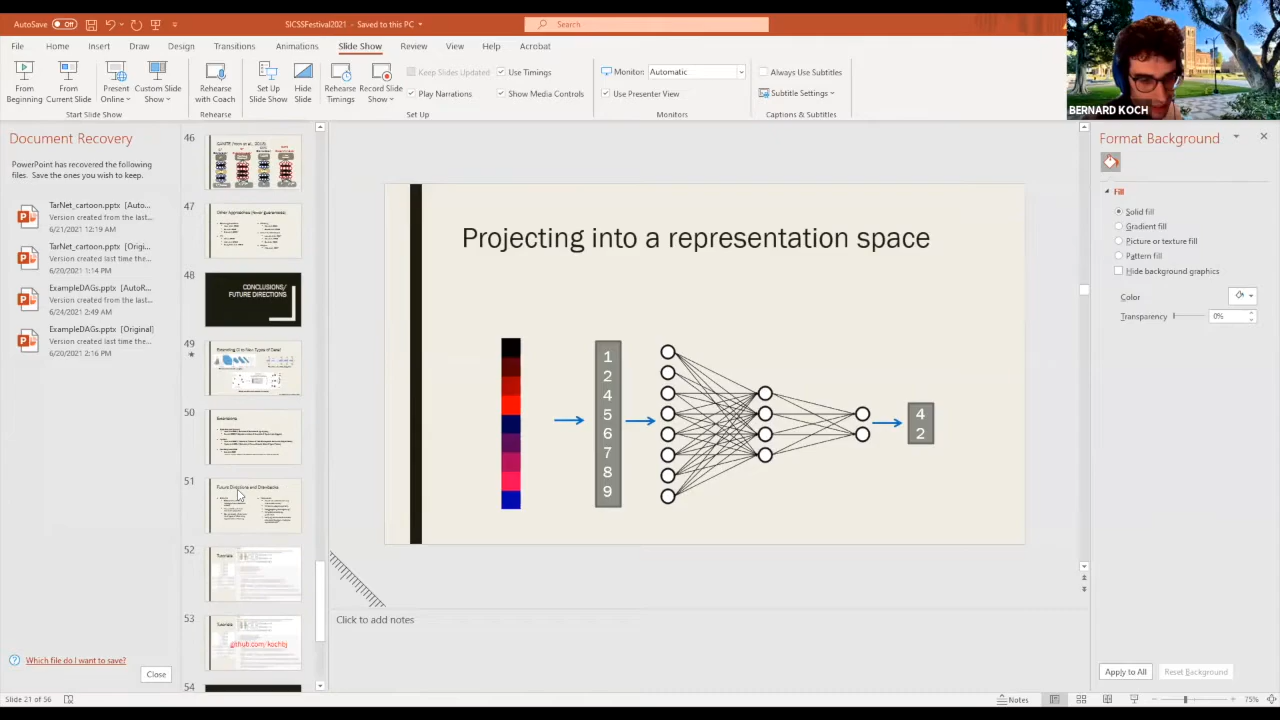 AutoSave Off
SICSSFestival2021 - Saved to this PC
Search
File Home Insert Draw Design Transitions Animations Slide Show Review View Help Acrobat
From Beginning
From Current Slide
Present Online
Custom Slide Show
Start Slide Show
Rehearse with Coach
Rehearse
Set Up Slide Show
Hide Slide
Rehearse Timings
Record Slide Show
Keep Slides Updated
Use Timings
Play Narrations
Show Media Controls
Set Up
Monitor: Automatic
Use Presenter View
Monitors
Always Use Subtitles
Subtitle Settings
Captions & Subtitles
BERNARD KOCH
Document Recovery
PowerPoint has recovered the following
files. Save the ones you wish to keep.
TarNet_cartoon.pptx [Auto...
Version created from the last...
6/21/2021 12:19 AM
TarNet_cartoon.pptx [Origi...
Version created last time the...
6/20/2021 1:14 PM
ExampleDAGs.pptx [AutoR...
Version created from the last...
6/24/2021 2:49 AM
ExampleDAGs.pptx [Original]
Version created last time the...
6/20/2021 2:16 PM
Which file do I want to save?
Close
46
47
48
CONCLUSIONS/
FUTURE DIRECTIONS
49
50
Extensions
51
Future Directions and Drawbacks
52
Tutorials
53
Tutorials
github.com/kochbj
54
Projecting into a representation space
1
2
4
5
6
7
8
9
4
2
Click to add notes
Format Background
Fill
Solid fill
Gradient fill
Picture or texture fill
Pattern fill
Hide background graphics
Color
Transparency 0%
Apply to All
Reset Background
Slide 21 of 56
Notes
75%